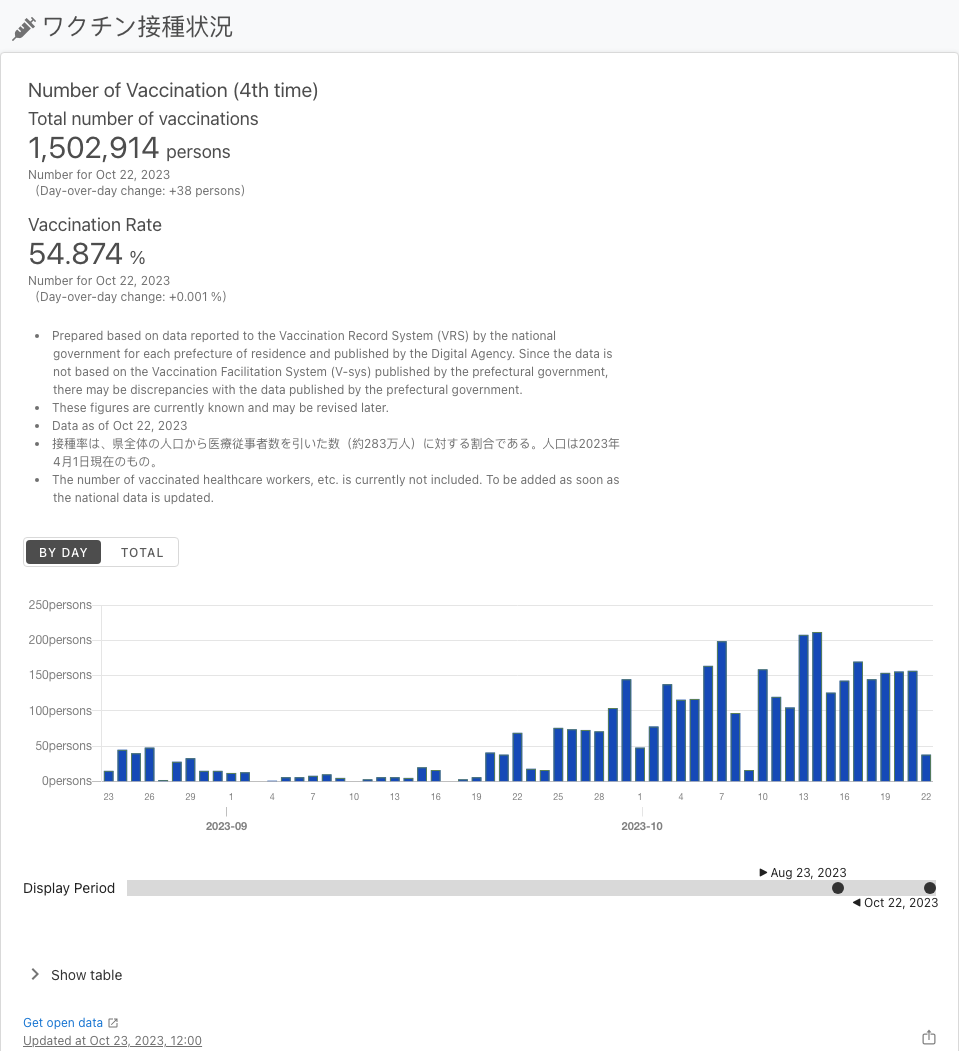 ワクチン接種状況
Number of Vaccination (4th time)
Total number of vaccinations
1,502,914 persons
Number for Oct 22, 2023
(Day-over-day change: +38 persons)
Vaccination Rate
54.874 %
Number for Oct 22, 2023
(Day-over-day change: +0.001 %)
• Prepared based on data reported to the Vaccination Record System (VRS) by the national
government for each prefecture of residence and published by the Digital Agency. Since the data is
not based on the Vaccination Facilitation System (V-sys) published by the prefectural government,
there may be discrepancies with the data published by the prefectural government.
• These figures are currently known and may be revised later.
• Data as of Oct 22, 2023
• 接種率は、県全体の人口から医療従事者数を引いた数（約283万人）に対する割合である。人口は2023年
4月1日現在のもの。
• The number of vaccinated healthcare workers, etc. is currently not included. To be added as soon as
the national data is updated.
BY DAY TOTAL
250persons
200persons
150persons
100persons
50persons
0persons
23 26 29 1 4 7 10 13 16 19 22 25 28 1 4 7 10 13 16 19 22
2023-09 2023-10
Aug 23, 2023
Display Period
Oct 22, 2023
Show table
Get open data
Updated at Oct 23, 2023, 12:00